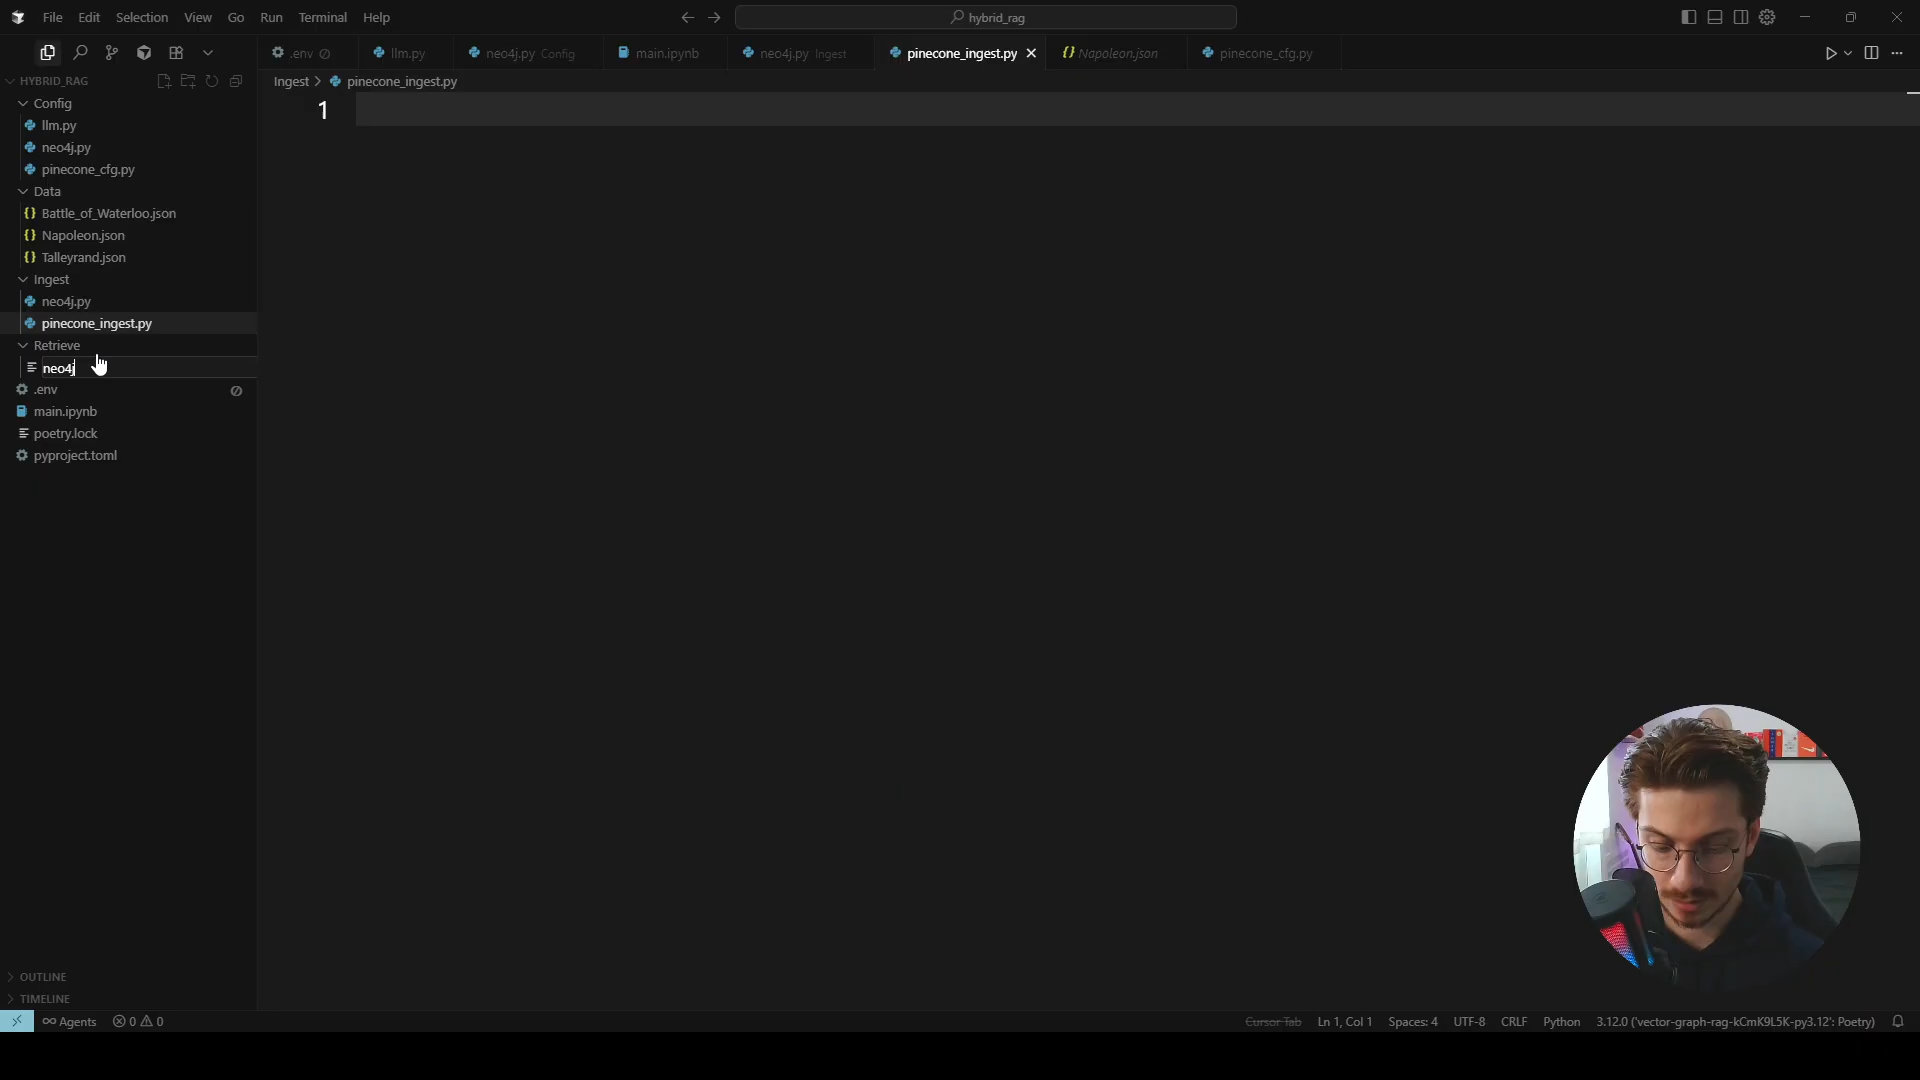 File Edit Selection View Go Run Terminal Help
hybrid_rag
.env
llm.py
neo4j.py Config
main.ipynb
neo4j.py Ingest
pinecone_ingest.py
Napoleon.json
pinecone_cfg.py
HYBRID_RAG
Ingest > pinecone_ingest.py
1
Config
llm.py
neo4j.py
pinecone_cfg.py
Data
Battle_of_Waterloo.json
Napoleon.json
Talleyrand.json
Ingest
neo4j.py
pinecone_ingest.py
Retrieve
neo4j
.env
main.ipynb
poetry.lock
pyproject.toml
OUTLINE
TIMELINE
Agents 0 0 Cursor Tab Ln 1, Col 1 Spaces: 4 UTF-8 CRLF Python 3.12.0 ('vector-graph-rag-kCmK9L5K-py3.12': Poetry)